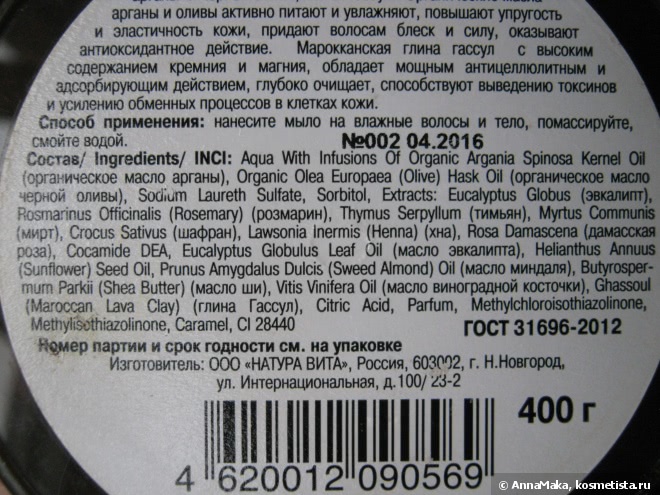 арганы и оливы активно питают и увлажняют, повышают упругость
и эластичность кожи, придают волосам блеск и силу, оказывают
антиоксидантное действие. Марокканская глина гассул с высоким
содержанием кремния и магния, обладает мощным антицеллюлитным и
адсорбирующим действием, глубоко очищает, способствуют выведению токсинов
и усилению обменных процессов в клетках кожи.
Способ применения: нанесите мыло на влажные волосы и тело, помассируйте,
смойте водой.
№002 04.2016
Состав/ Ingredients/ INCI: Aqua With Infusions Of Organic Argania Spinosa Kernel Oil
(органическое масло арганы), Organic Olea Europaea (Olive) Hask Oil (органическое масло
черной оливы), Sodium Laureth Sulfate, Sorbitol, Extracts: Eucalyptus Globus (эвкалипт),
Rosmarinus Officinalis (Rosemary) (розмарин), Thymus Serpyllum (тимьян), Myrtus Communis
(мирт), Crocus Sativus (шафран), Lawsonia Inermis (Henna) (хна), Rosa Damascena (дамасская
роза), Cocamide DEA, Eucalyptus Globulus Leaf Oil (масло эвкалипта), Helianthus Annuus
(Sunflower) Seed Oil, Prunus Amygdalus Dulcis (Sweed Almond) Oil (масло миндаля), Butyrosper-
mum Parkii (Shea Butter) (масло ши), Vitis Vinifera Oil (масло виноградной косточки), Ghassoul
(Maroccan Lava Clay) (глина Гассул), Citric Acid, Parfum, Methylchloroisothiazolinone,
Methylisothiazolinone, Caramel, CI 28440
ГОСТ 31696-2012
Номер партии и срок годности см. на упаковке
Изготовитель: ООО «НАТУРА ВИТА», Россия, 603002, г. Н.Новгород,
ул. Интернациональная, д.100/ 23-2
400 г
4 620012 090569
© AnnaMaka, kosmetista.ru